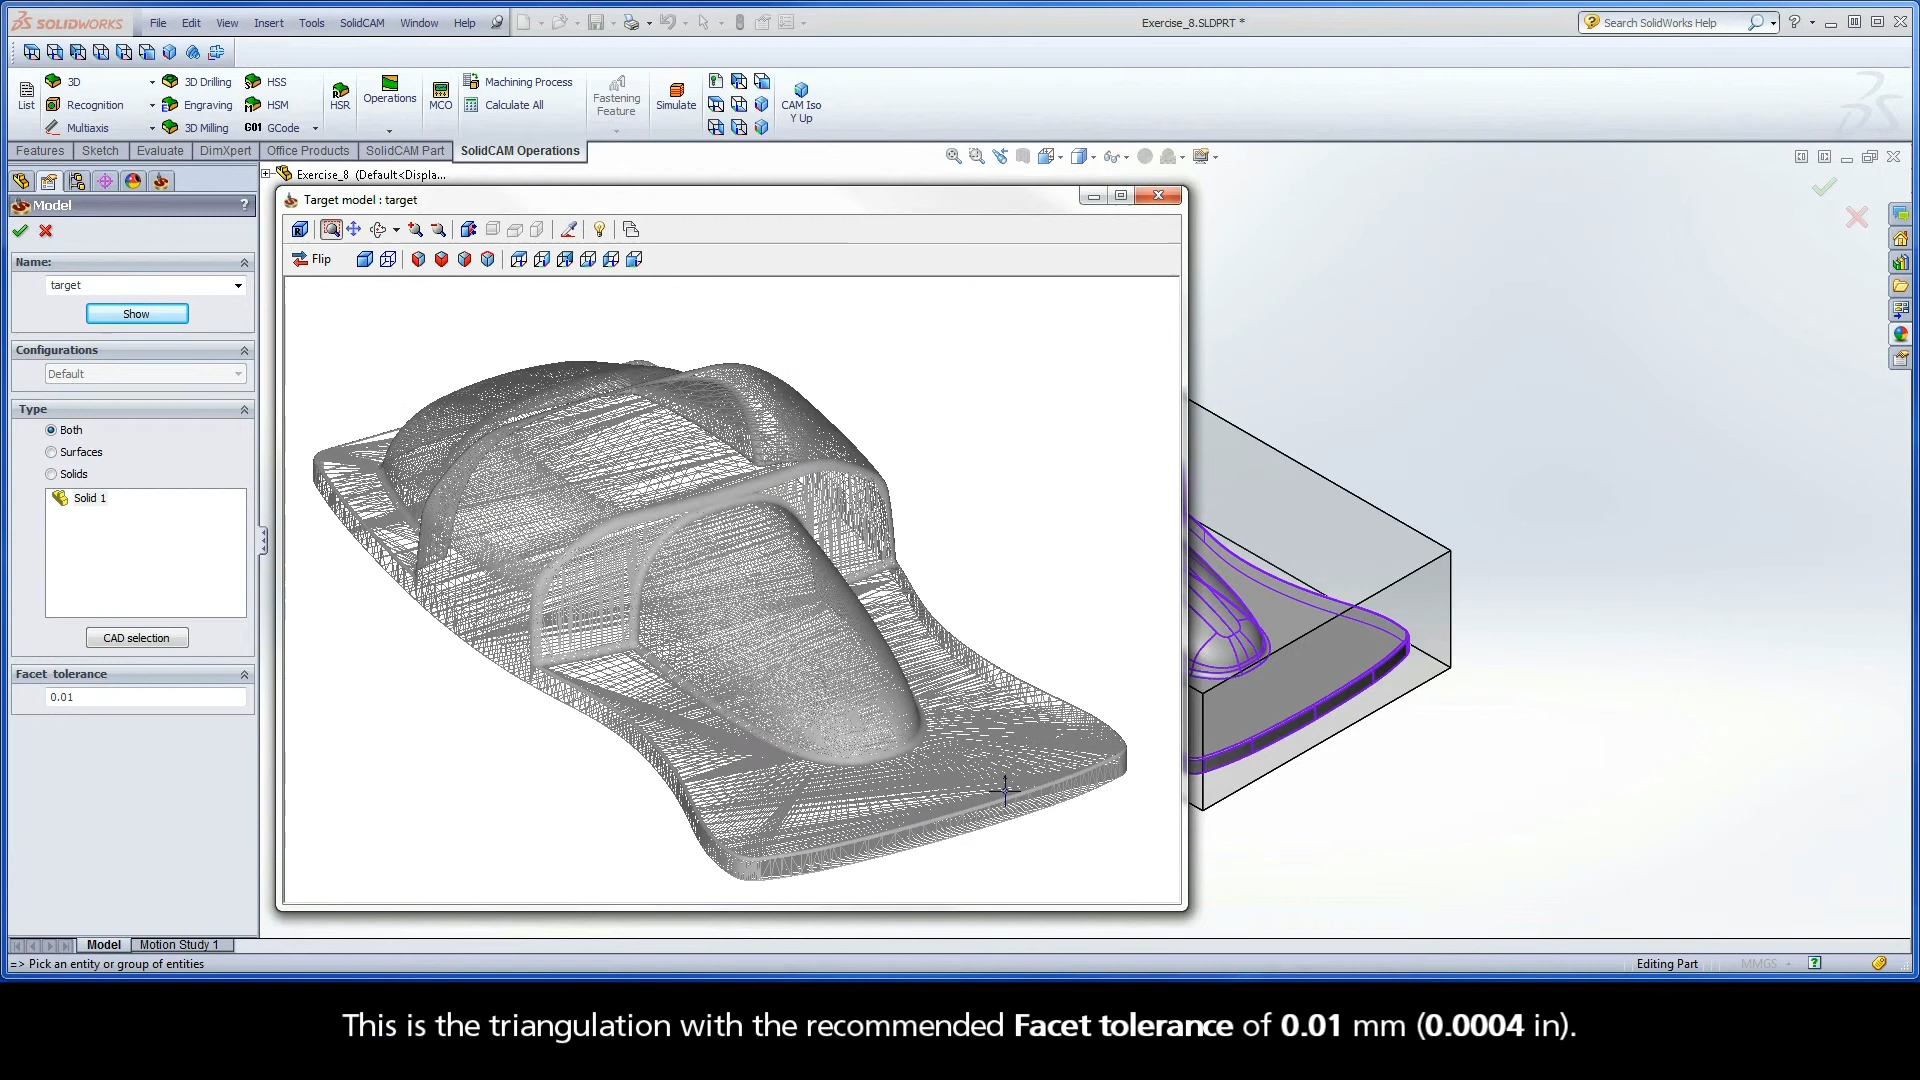 SOLIDWORKS File Edit View Insert Tools SolidCAM Window Help Exercise_8.SLDPRT * Search SolidWorks Help
3D 3D Drilling HSS Machining Process
List Recognition Engraving HSM HSR Operations MCO Calculate All Fastening Feature Simulate CAM Iso Y Up
Multiaxis 3D Milling G01 GCode
Features Sketch Evaluate DimXpert Office Products SolidCAM Part SolidCAM Operations
Exercise_8 (Default<Displa...
Model ?
Target model : target
Flip
Name:
target
Show
Configurations
Default
Type
Both
Surfaces
Solids
Solid 1
CAD selection
Facet tolerance
0.01
Model Motion Study 1
=> Pick an entity or group of entities Editing Part MMGS
This is the triangulation with the recommended Facet tolerance of 0.01 mm (0.0004 in).